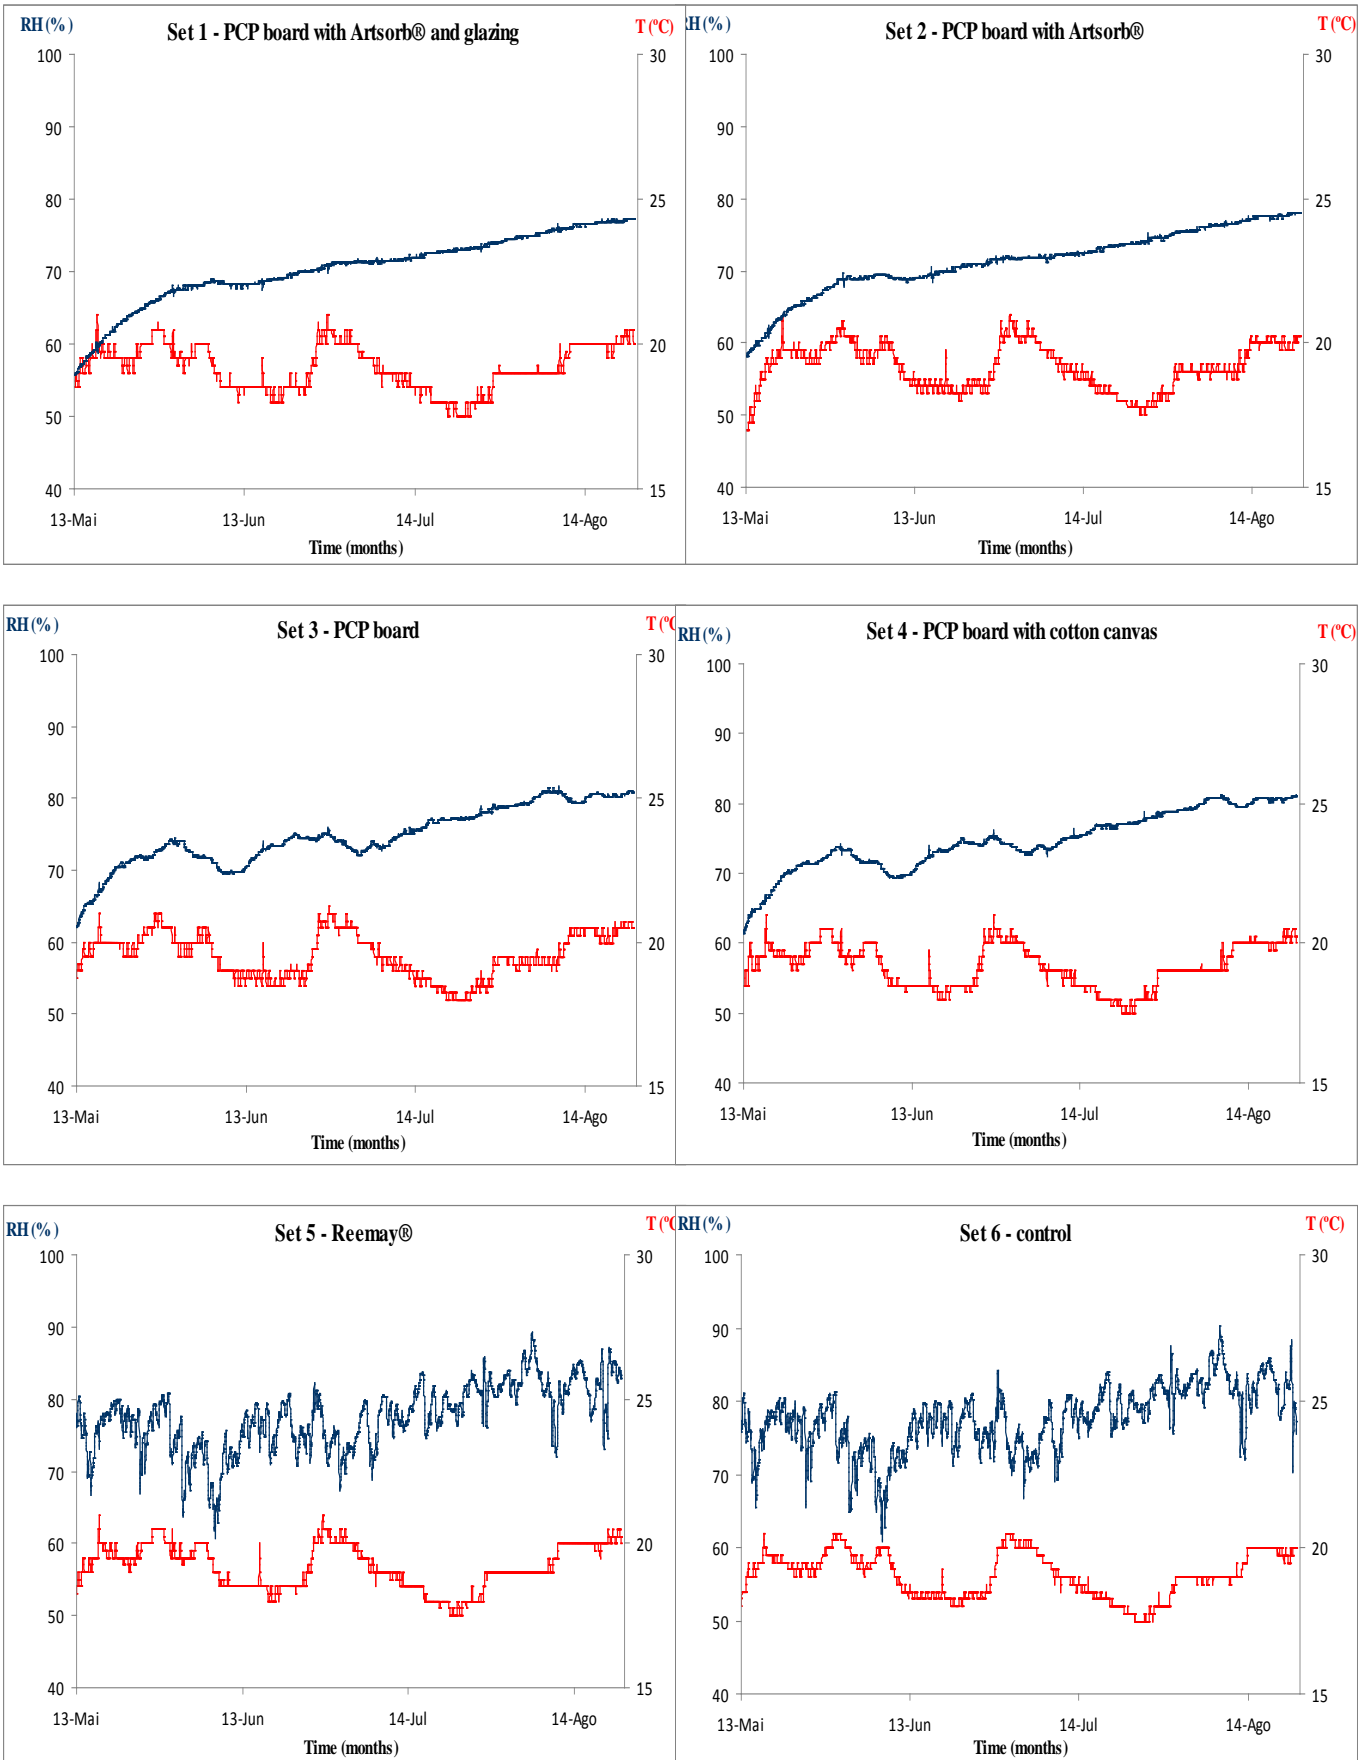 RH (%)
Set 1 - PCP board with Artsorb® and glazing
T (ºC)
100
90
80
70
60
50
40
30
25
20
15
13-Mai
13-Jun
14-Jul
14-Ago
Time (months)
RH (%)
Set 2 - PCP board with Artsorb®
T (ºC)
100
90
80
70
60
50
40
30
25
20
15
13-Mai
13-Jun
14-Jul
14-Ago
Time (months)
RH (%)
Set 3 - PCP board
T (ºC
100
90
80
70
60
50
40
30
25
20
15
13-Mai
13-Jun
14-Jul
14-Ago
Time (months)
RH (%)
Set 4 - PCP board with cotton canvas
T (ºC)
100
90
80
70
60
50
40
30
25
20
15
13-Mai
13-Jun
14-Jul
14-Ago
Time (months)
RH (%)
Set 5 - Reemay®
T (ºC
100
90
80
70
60
50
40
30
25
20
15
13-Mai
13-Jun
14-Jul
14-Ago
Time (months)
RH (%)
Set 6 - control
T (ºC)
100
90
80
70
60
50
40
30
25
20
15
13-Mai
13-Jun
14-Jul
14-Ago
Time (months)